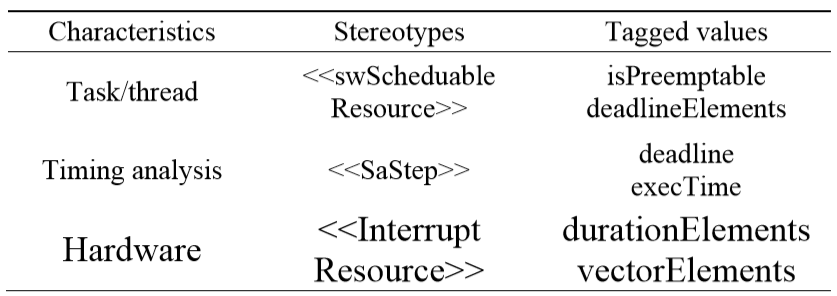 Characteristics Stereotypes Tagged values
Task/thread <<swScheduable Resource>> isPreemptable deadlineElements
Timing analysis <<SaStep>> deadline execTime
Hardware <<Interrupt Resource>> durationElements vectorElements